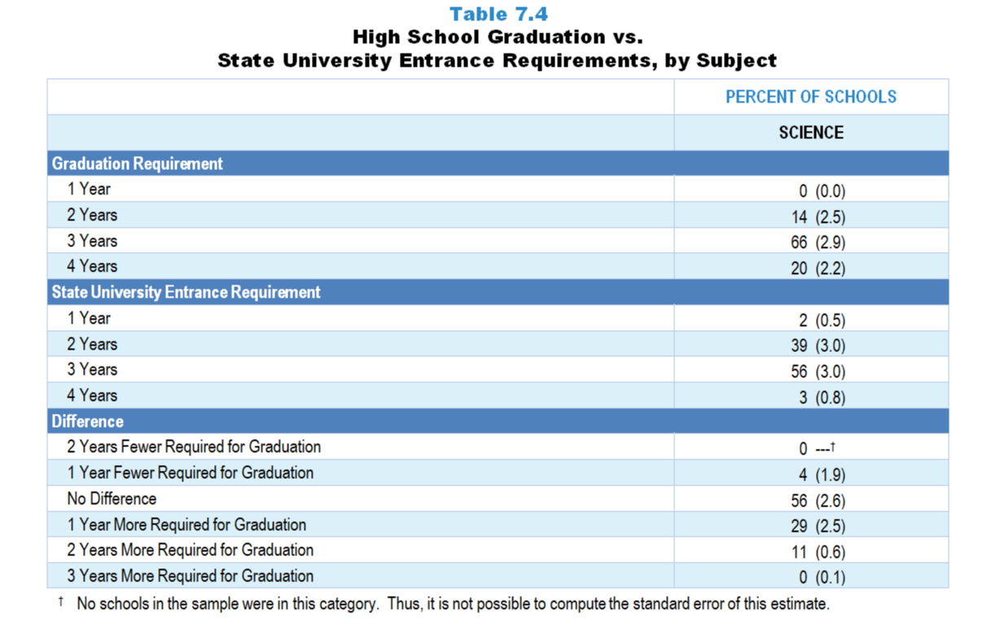 Table 7.4
High School Graduation vs.
State University Entrance Requirements, by Subject
PERCENT OF SCHOOLS
SCIENCE
Graduation Requirement
1 Year 0 (0.0)
2 Years 14 (2.5)
3 Years 66 (2.9)
4 Years 20 (2.2)
State University Entrance Requirement
1 Year 2 (0.5)
2 Years 39 (3.0)
3 Years 56 (3.0)
4 Years 3 (0.8)
Difference
2 Years Fewer Required for Graduation 0 ---†
1 Year Fewer Required for Graduation 4 (1.9)
No Difference 56 (2.6)
1 Year More Required for Graduation 29 (2.5)
2 Years More Required for Graduation 11 (0.6)
3 Years More Required for Graduation 0 (0.1)
† No schools in the sample were in this category. Thus, it is not possible to compute the standard error of this estimate.